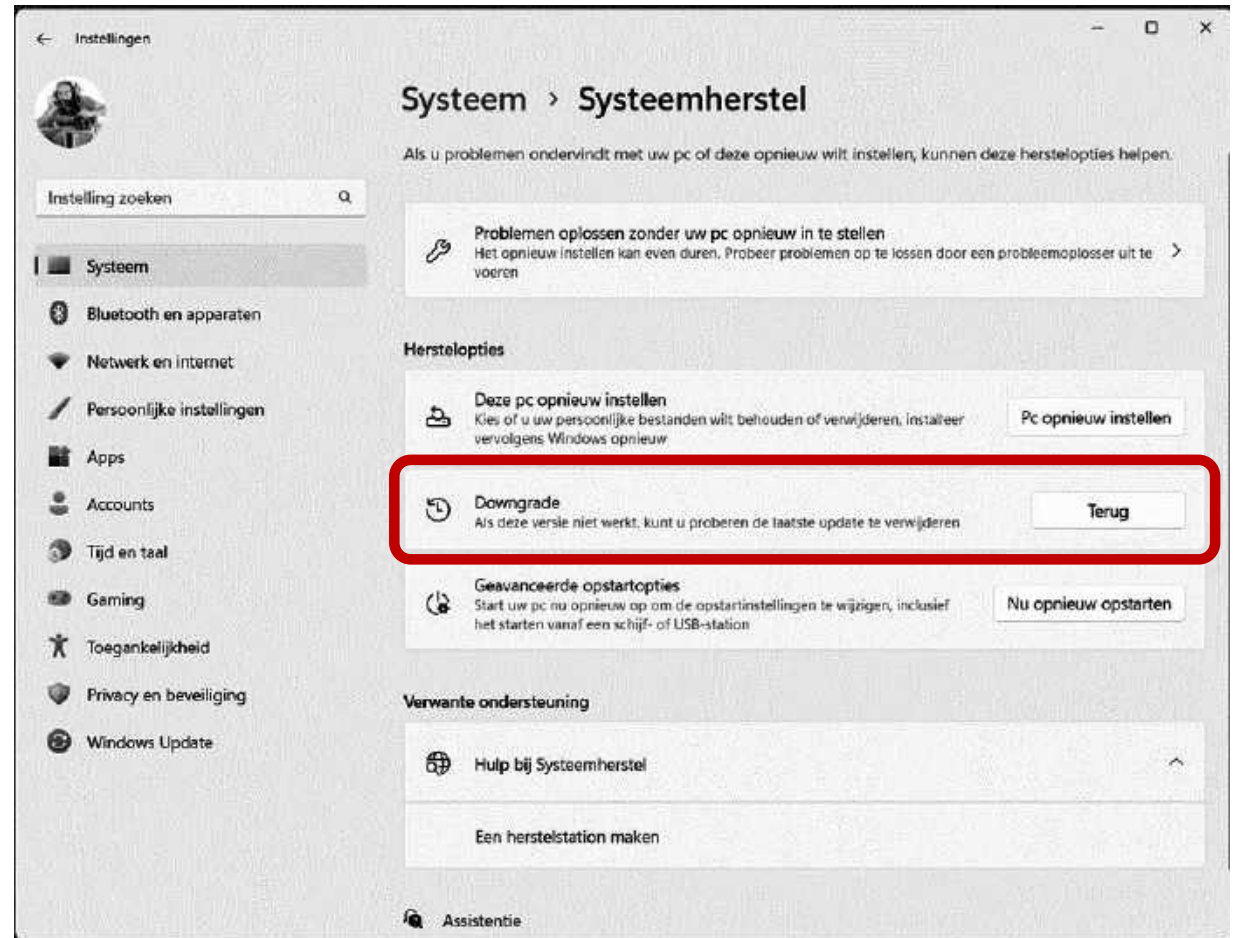 Instellingen
Systeem > Systeemherstel
Als u problemen ondervindt met uw pc of deze opnieuw wilt instellen, kunnen deze herstelopties helpen.
Instelling zoeken
Systeem
Bluetooth en apparaten
Netwerk en internet
Persoonlijke instellingen
Apps
Accounts
Tijd en taal
Gaming
Toegankelijkheid
Privacy en beveiliging
Windows Update
Problemen oplossen zonder uw pc opnieuw in te stellen
Het opnieuw instellen kan even duren. Probeer problemen op te lossen door een probleemoplosser uit te
voeren
Herstelopties
Deze pc opnieuw instellen
Kies of u uw persoonlijke bestanden wilt behouden of verwijderen, installeer
vervolgens Windows opnieuw
Pc opnieuw instellen
Downgrade
Als deze versie niet werkt, kunt u proberen de laatste update te verwijderen
Terug
Geavanceerde opstartopties
Start uw pc nu opnieuw op om de opstartinstellingen te wijzigen, inclusief
het starten vanaf een schijf- of USB-station
Nu opnieuw opstarten
Verwante ondersteuning
Hulp bij Systeemherstel
Een herstelstation maken
Assistentie